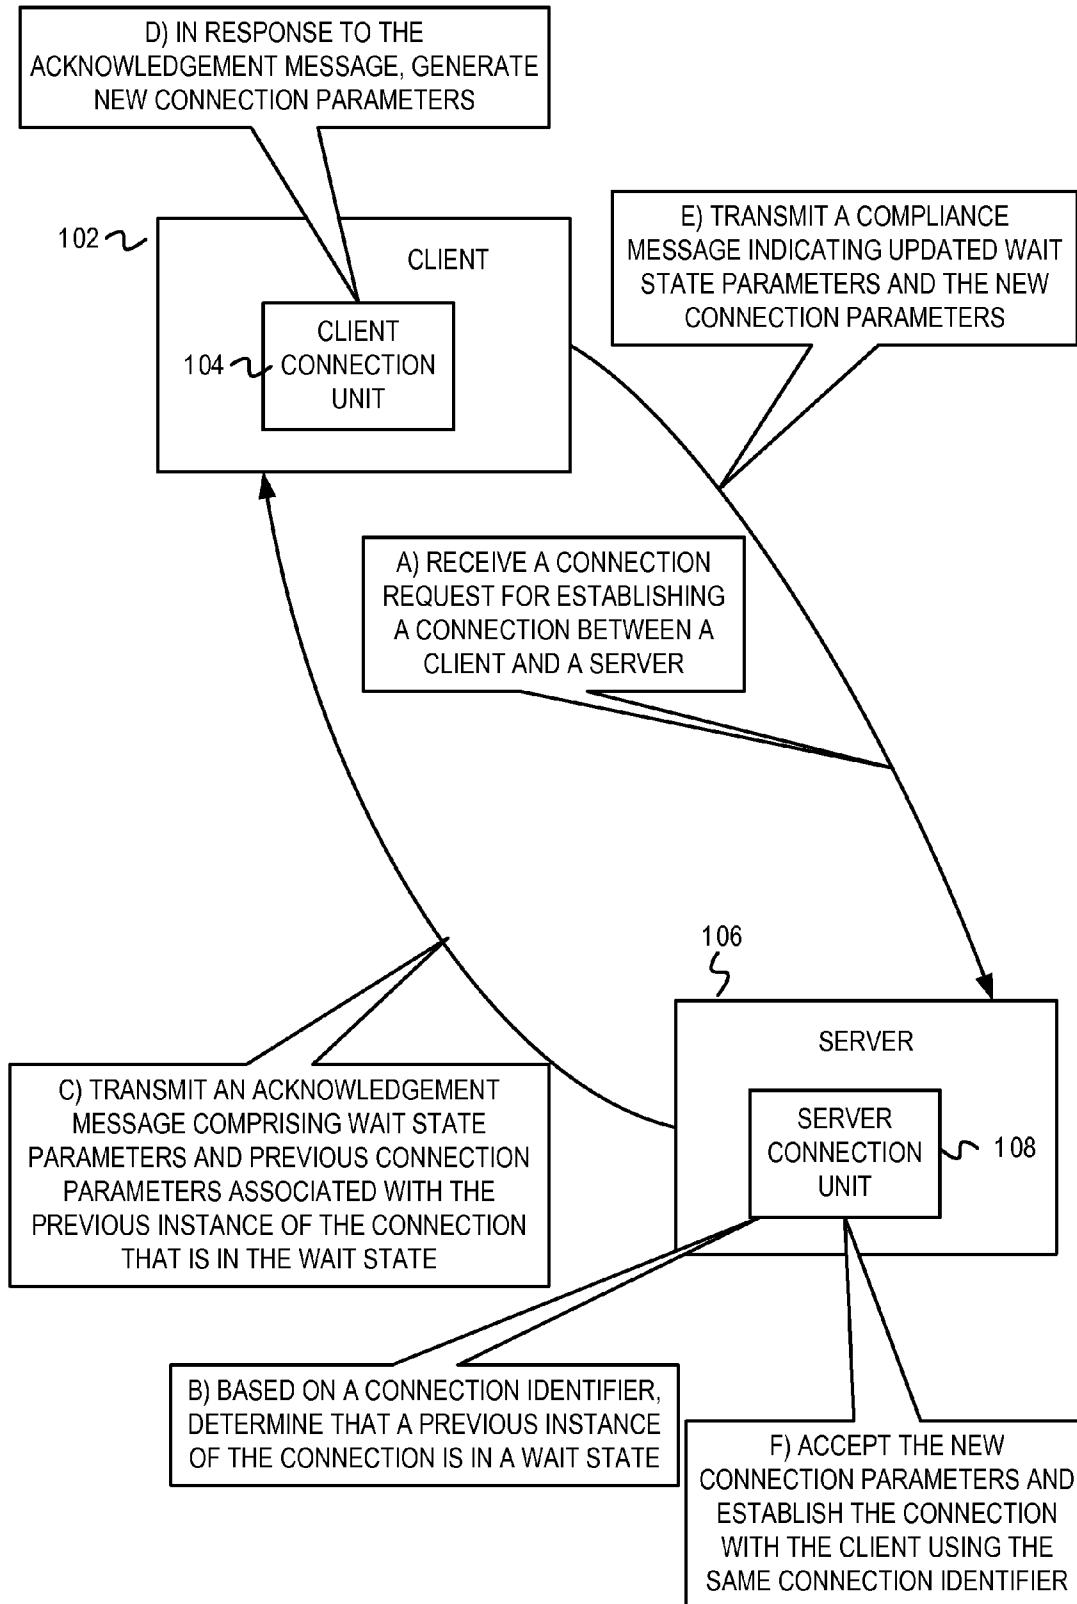 D) IN RESPONSE TO THE
ACKNOWLEDGEMENT MESSAGE, GENERATE
NEW CONNECTION PARAMETERS
102
CLIENT
CLIENT
CONNECTION
UNIT
104
E) TRANSMIT A COMPLIANCE
MESSAGE INDICATING UPDATED WAIT
STATE PARAMETERS AND THE NEW
CONNECTION PARAMETERS
A) RECEIVE A CONNECTION
REQUEST FOR ESTABLISHING
A CONNECTION BETWEEN A
CLIENT AND A SERVER
106
SERVER
SERVER
CONNECTION
UNIT
108
C) TRANSMIT AN ACKNOWLEDGEMENT
MESSAGE COMPRISING WAIT STATE
PARAMETERS AND PREVIOUS CONNECTION
PARAMETERS ASSOCIATED WITH THE
PREVIOUS INSTANCE OF THE CONNECTION
THAT IS IN THE WAIT STATE
B) BASED ON A CONNECTION IDENTIFIER,
DETERMINE THAT A PREVIOUS INSTANCE
OF THE CONNECTION IS IN A WAIT STATE
F) ACCEPT THE NEW
CONNECTION PARAMETERS AND
ESTABLISH THE CONNECTION
WITH THE CLIENT USING THE
SAME CONNECTION IDENTIFIER